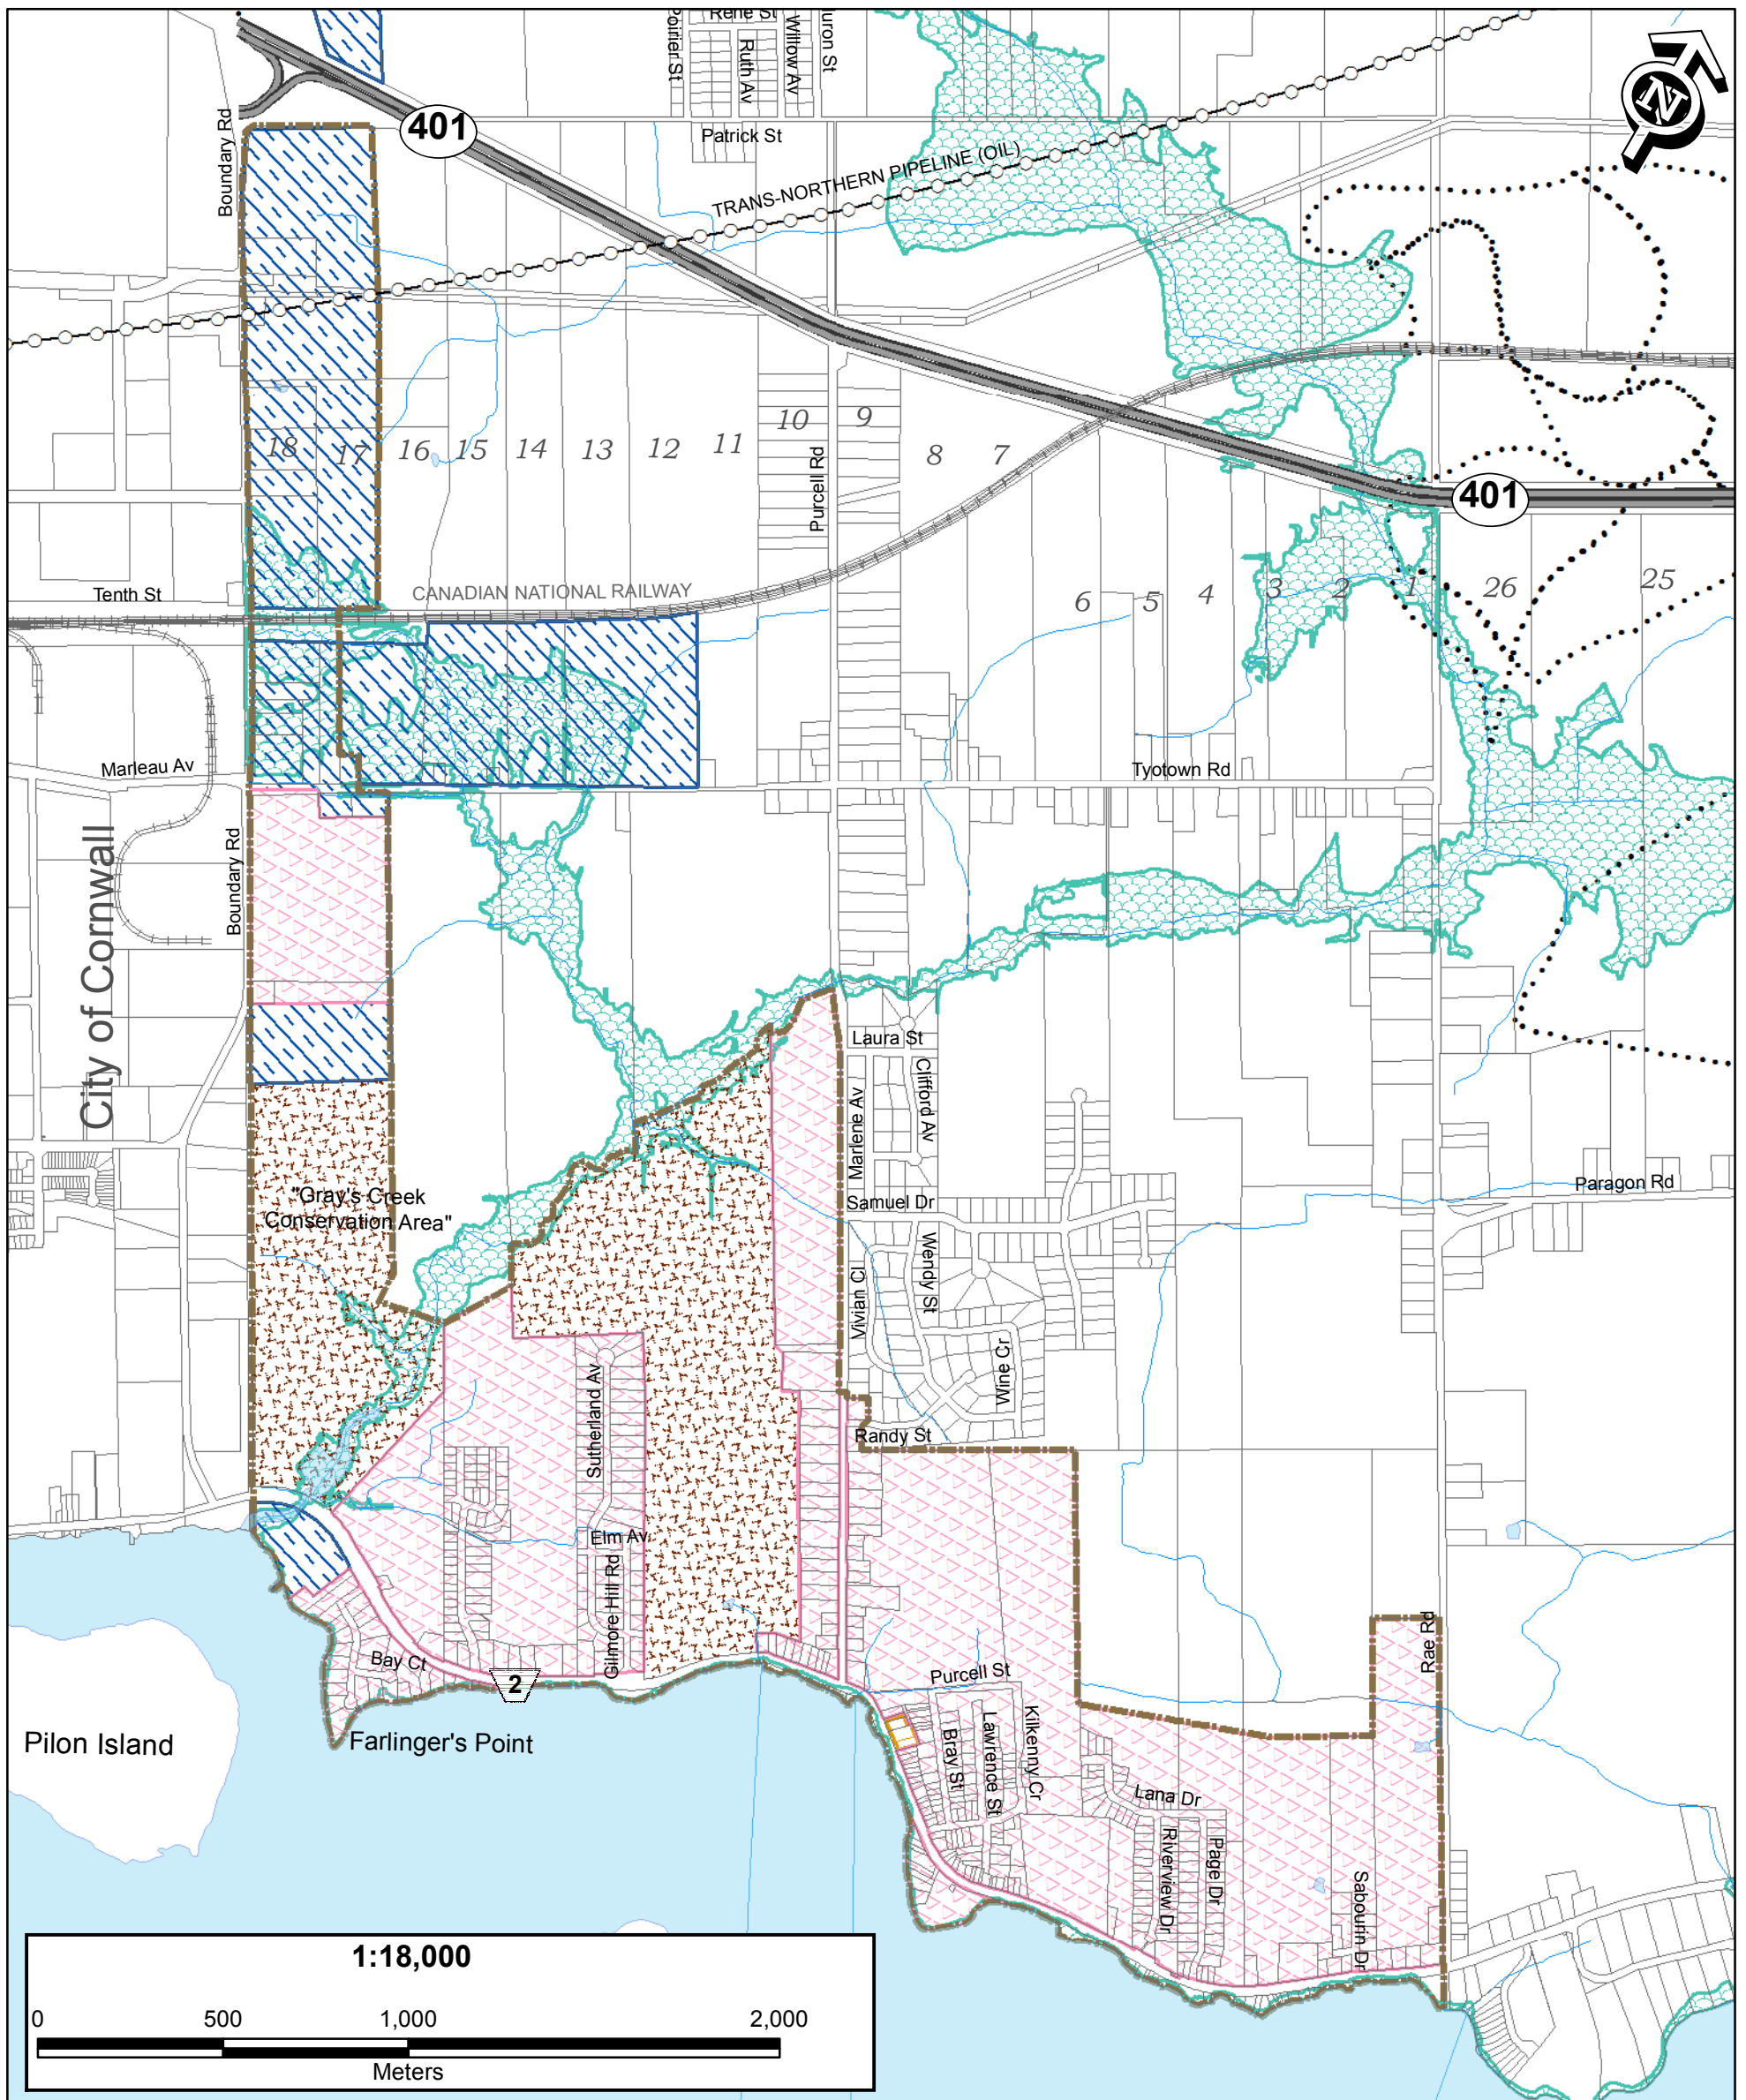 Poirier St
Rene St
Ruth Av
Willow Av
Huron St
N
401
Boundary Rd
Patrick St
TRANS-NORTHERN PIPELINE (OIL)
18
17
16
15
14
13
12
11
10
9
8
7
Purcell Rd
401
Tenth St
CANADIAN NATIONAL RAILWAY
6
5
4
3
2
1
26
25
Marleau Av
Tyotown Rd
City of Cornwall
Boundary Rd
Laura St
Clifford Av
Marlene Av
Samuel Dr
Paragon Rd
"Gray's Creek
Conservation Area"
Wendy St
Vivian Cl
Wine Cr
Sutherland Av
Randy St
Elm Av
Gilmore Hill Rd
Rae Rd
Bay Ct
2
Purcell St
Pilon Island
Farlinger's Point
Bray St
Lawrence St
Kilkenny Cr
Lana Dr
Riverview Dr
Page Dr
Sabourin Dr
1:18,000
0 500 1,000 2,000
Meters